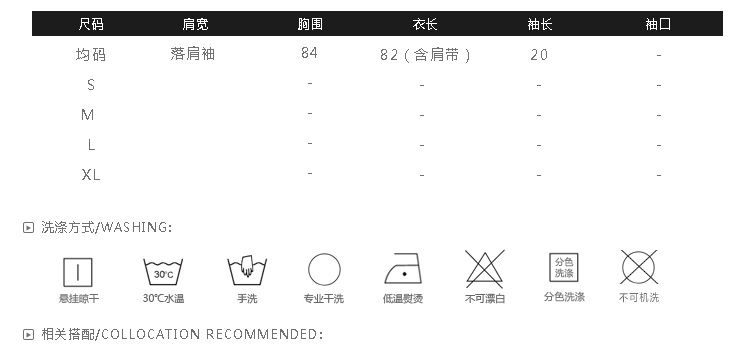 尺码 肩宽 胸围 衣长 袖长 袖口
均码 落肩袖 84 82（含肩带） 20 -
S - - - -
M - - - -
L - - - -
XL - - - -
洗涤方式/WASHING:
30°C 分色
洗涤
悬挂晾干 30℃水温 手洗 专业干洗 低温熨烫 不可漂白 分色洗涤 不可机洗
相关搭配/COLLOCATION RECOMMENDED: